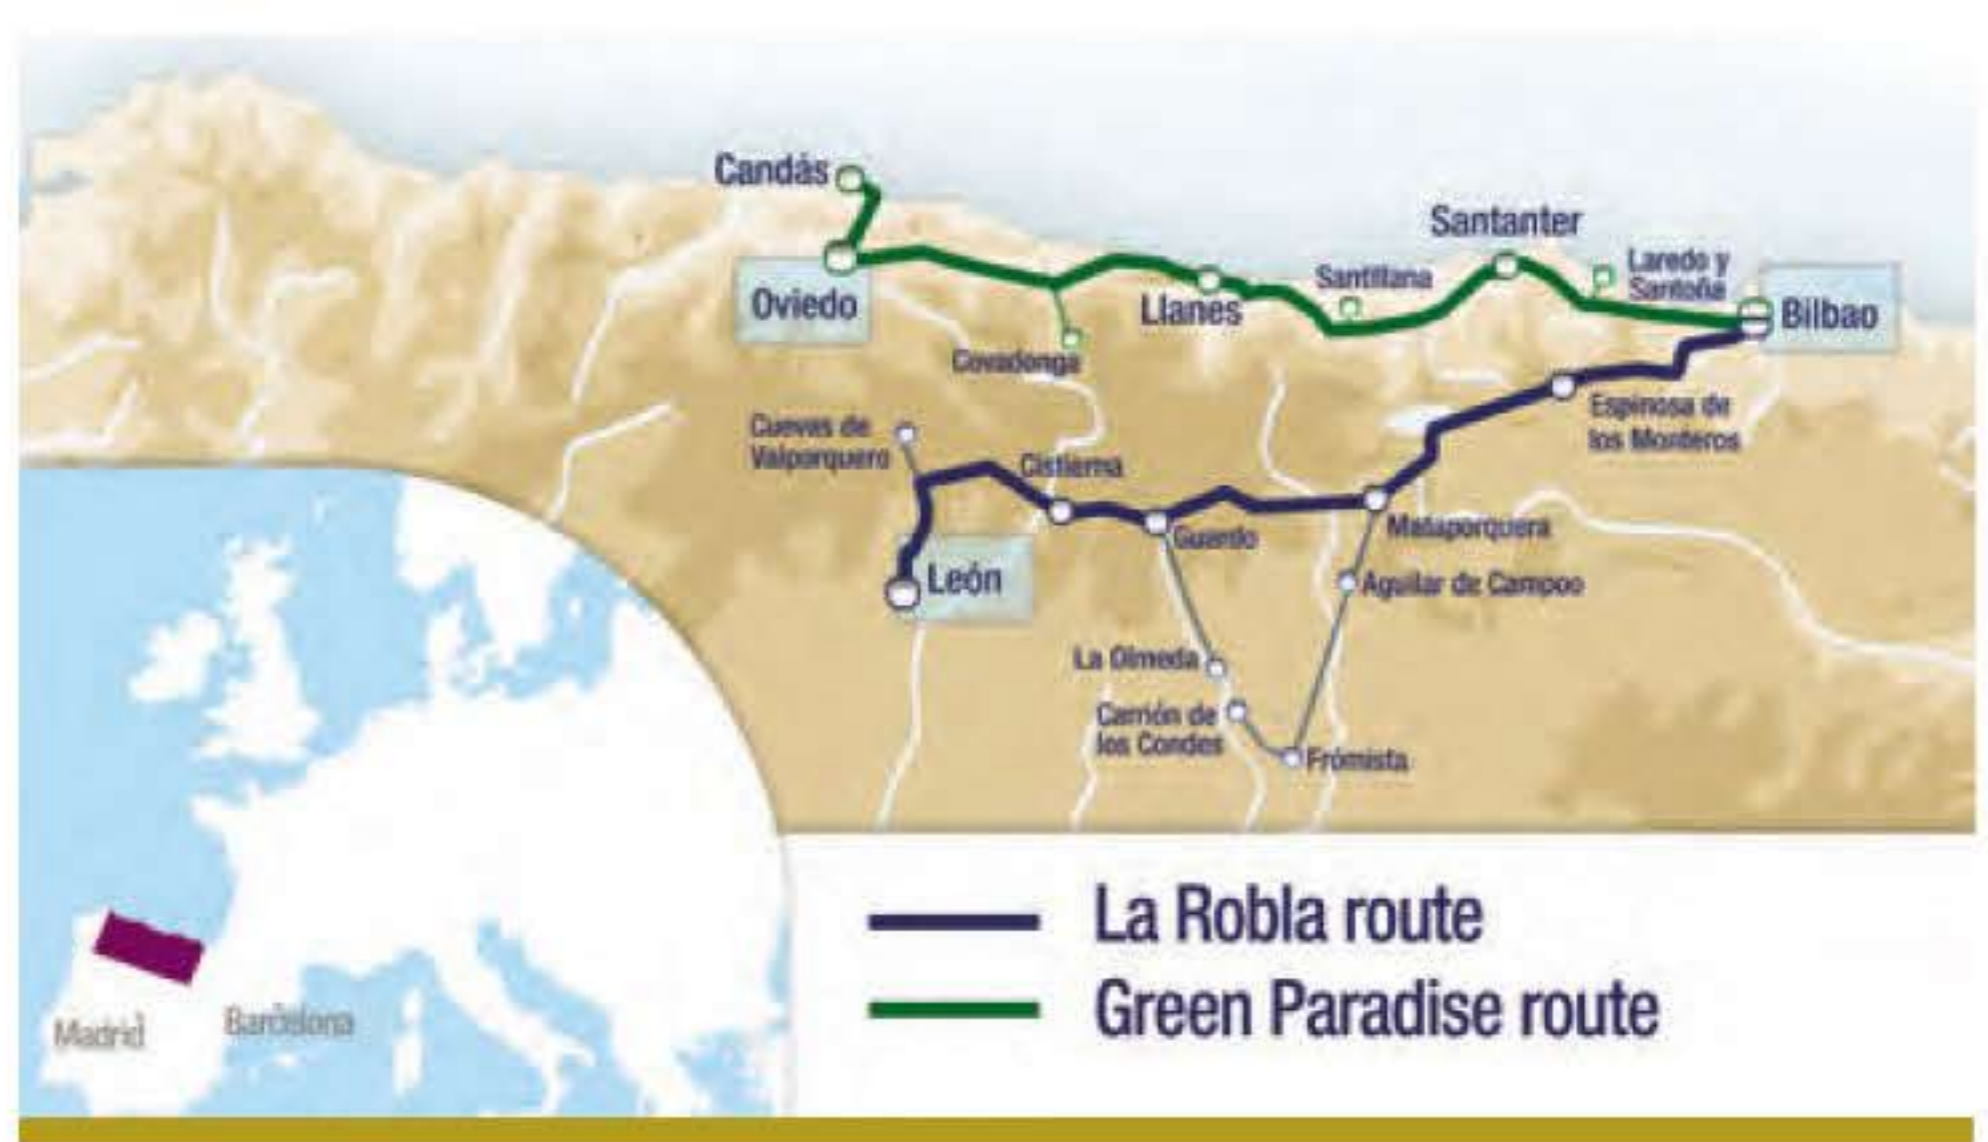 Candás
Santanter
Laredo y
Santoña
Santillana
Oviedo
Llanes
Bilbao
Covadonga
Espinosa de
los Monteros
Cuevas de
Valporquero
Cistierna
Guardo
Mataporquera
León
Aguilar de Campoo
La Olmeda
Carrión de
los Condes
Frómista
La Robla route
Green Paradise route
Madrid
Barcelona